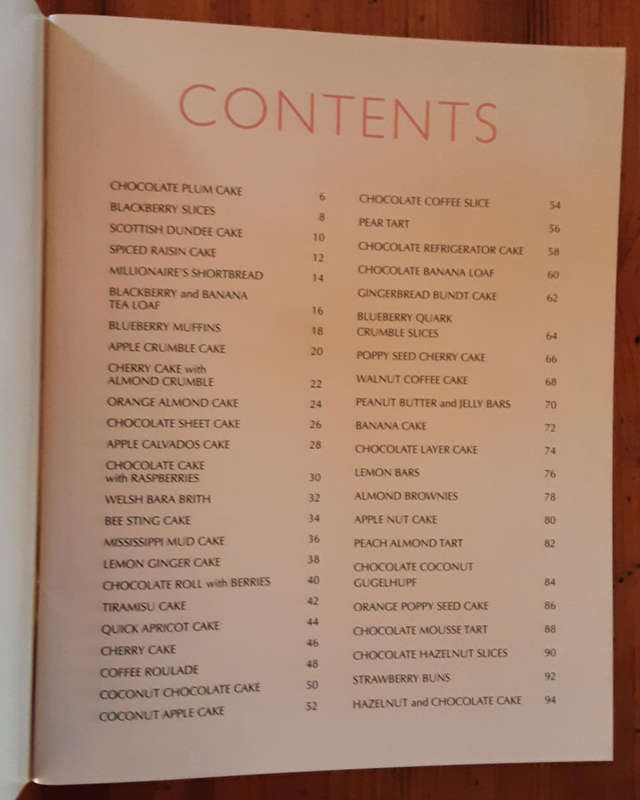 CONTENTS
CHOCOLATE PLUM CAKE 6
BLACKBERRY SLICES 8
SCOTTISH DUNDEE CAKE 10
SPICED RAISIN CAKE 12
MILLIONAIRE'S SHORTBREAD 14
BLACKBERRY and BANANA
TEA LOAF 16
BLUEBERRY MUFFINS 18
APPLE CRUMBLE CAKE 20
CHERRY CAKE with
ALMOND CRUMBLE 22
ORANGE ALMOND CAKE 24
CHOCOLATE SHEET CAKE 26
APPLE CALVADOS CAKE 28
CHOCOLATE CAKE
with RASPBERRIES 30
WELSH BARA BRITH 32
BEE STING CAKE 34
MISSISSIPPI MUD CAKE 36
LEMON GINGER CAKE 38
CHOCOLATE ROLL with BERRIES 40
TIRAMISU CAKE 42
QUICK APRICOT CAKE 44
CHERRY CAKE 46
COFFEE ROULADE 48
COCONUT CHOCOLATE CAKE 50
COCONUT APPLE CAKE 52
CHOCOLATE COFFEE SLICE 54
PEAR TART 56
CHOCOLATE REFRIGERATOR CAKE 58
CHOCOLATE BANANA LOAF 60
GINGERBREAD BUNDT CAKE 62
BLUEBERRY QUARK
CRUMBLE SLICES 64
POPPY SEED CHERRY CAKE 66
WALNUT COFFEE CAKE 68
PEANUT BUTTER and JELLY BARS 70
BANANA CAKE 72
CHOCOLATE LAYER CAKE 74
LEMON BARS 76
ALMOND BROWNIES 78
APPLE NUT CAKE 80
PEACH ALMOND TART 82
CHOCOLATE COCONUT
GUGELHUPF 84
ORANGE POPPY SEED CAKE 86
CHOCOLATE MOUSSE TART 88
CHOCOLATE HAZELNUT SLICES 90
STRAWBERRY BUNS 92
HAZELNUT and CHOCOLATE CAKE 94